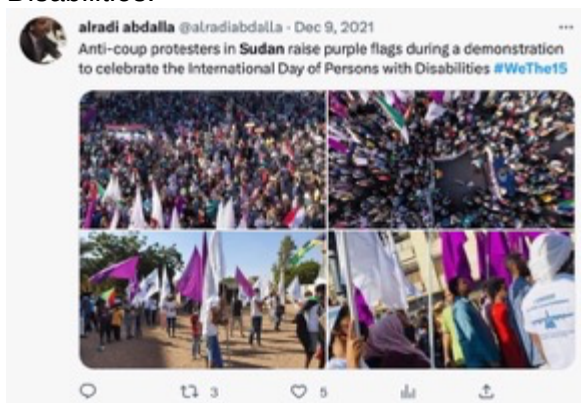 alradi abdalla @alradiabdalla · Dec 9, 2021
Anti-coup protesters in Sudan raise purple flags during a demonstration
to celebrate the International Day of Persons with Disabilities #WeThe15
3 5